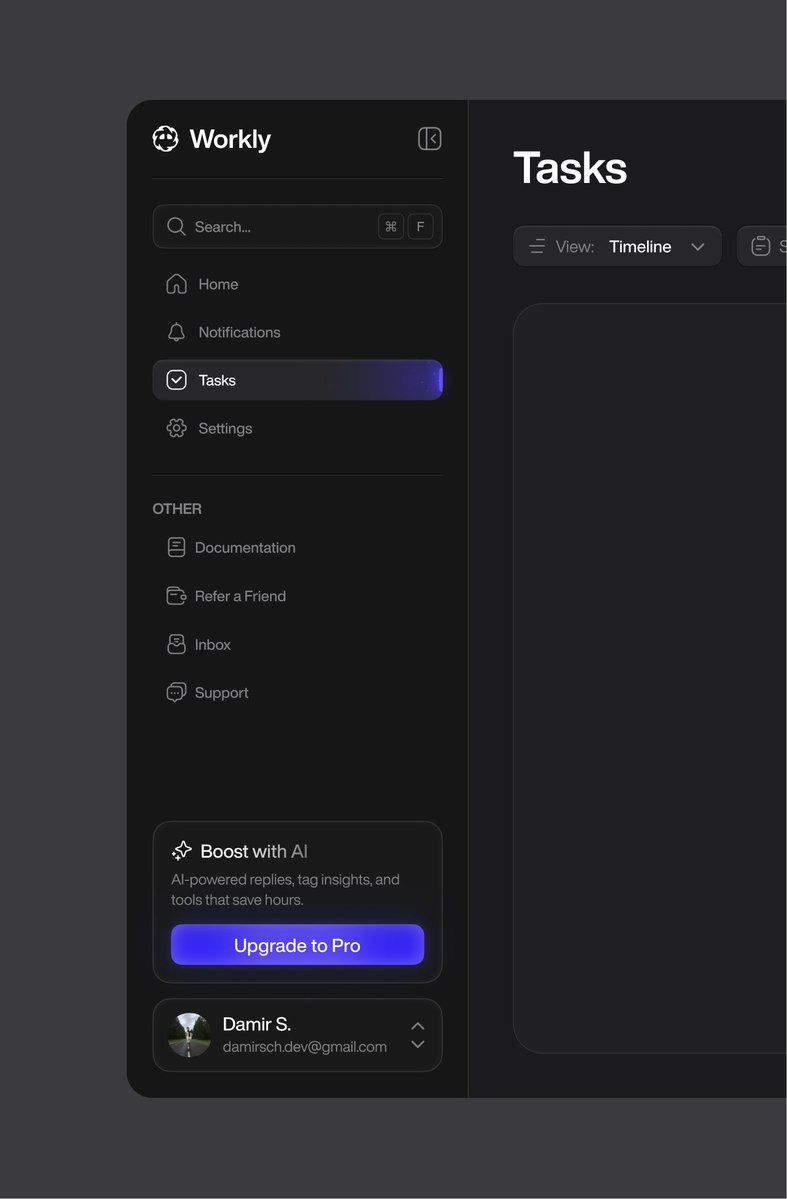 Workly
Search...
⌘ F
Home
Notifications
Tasks
Settings
OTHER
Documentation
Refer a Friend
Inbox
Support
Boost with AI
AI-powered replies, tag insights, and
tools that save hours.
Upgrade to Pro
Damir S.
damirsch.dev@gmail.com
Tasks
View: Timeline
S